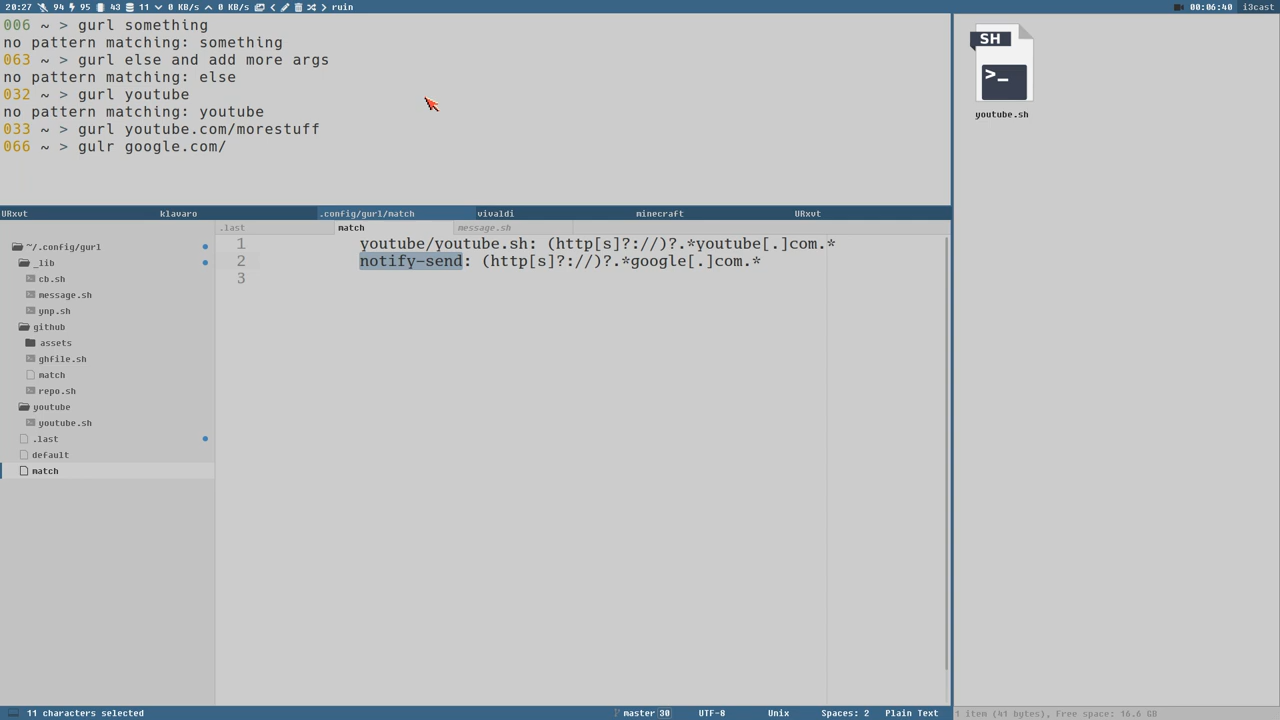 20:27 94 95 43 11 0 KB/s 0 KB/s ruin
00:06:40 i3cast
006 ~ > gurl something
no pattern matching: something
063 ~ > gurl else and add more args
no pattern matching: else
032 ~ > gurl youtube
no pattern matching: youtube
033 ~ > gurl youtube.com/morestuff
066 ~ > gulr google.com/
SH
>_
youtube.sh
URxvt klavaro .config/gurl/match vivaldi minecraft URxvt
.last match message.sh
~/.config/gurl
_lib
cb.sh
message.sh
ynp.sh
github
assets
ghfile.sh
match
repo.sh
youtube
youtube.sh
.last
default
match
1 youtube/youtube.sh: (http[s]?://)?.*youtube[.]com.*
2 notify-send: (http[s]?://)?.*google[.]com.*
3
11 characters selected master 30 UTF-8 Unix Spaces: 2 Plain Text
1 item (41 bytes), Free space: 16.6 GB